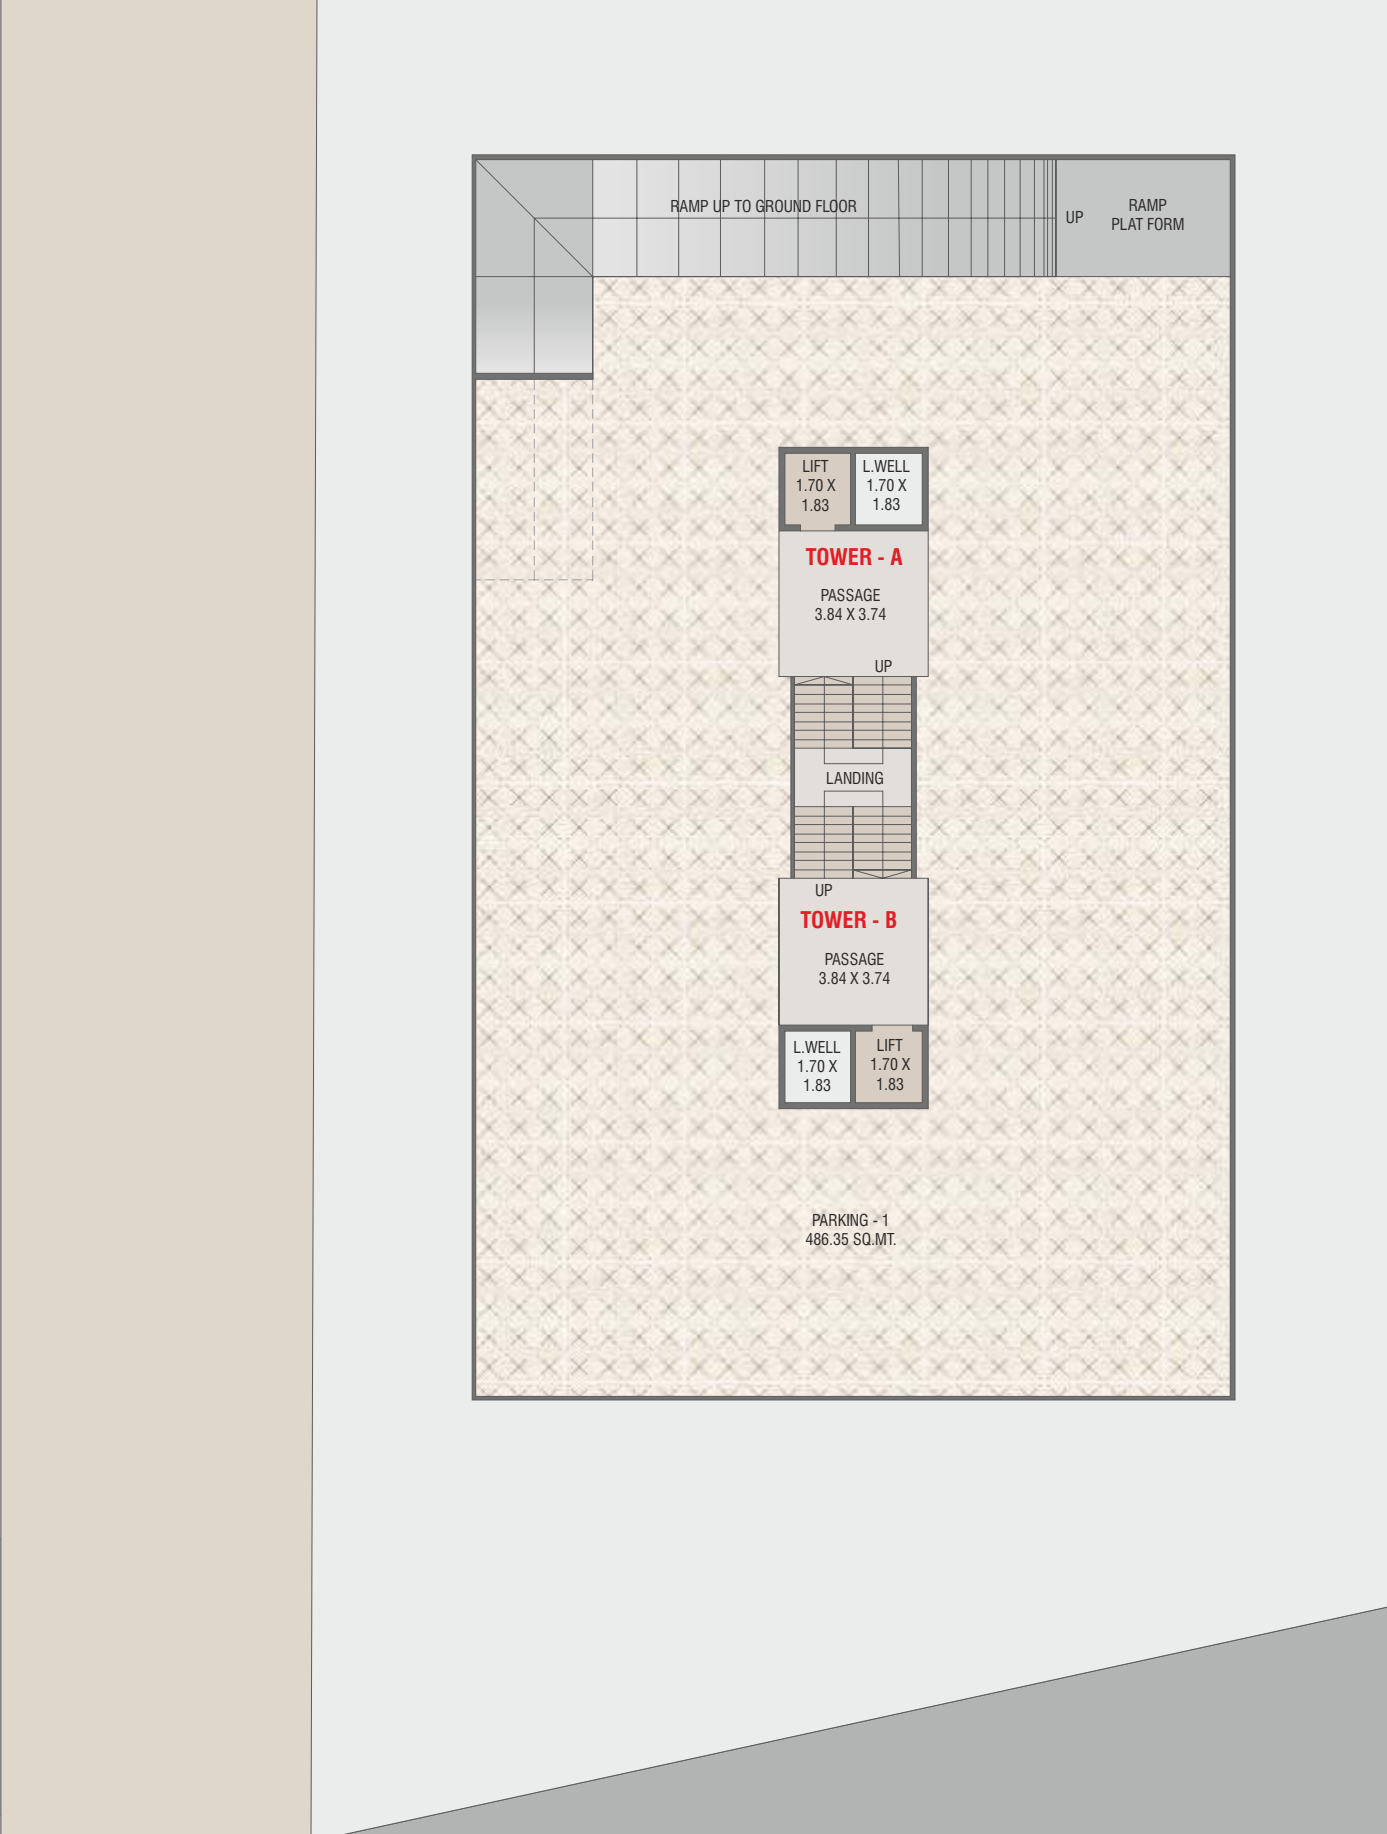 RAMP UP TO GROUND FLOOR
UP
RAMP
PLAT FORM
LIFT
1.70 X
1.83
L.WELL
1.70 X
1.83
TOWER - A
PASSAGE
3.84 X 3.74
UP
LANDING
UP
TOWER - B
PASSAGE
3.84 X 3.74
L.WELL
1.70 X
1.83
LIFT
1.70 X
1.83
PARKING - 1
486.35 SQ.MT.